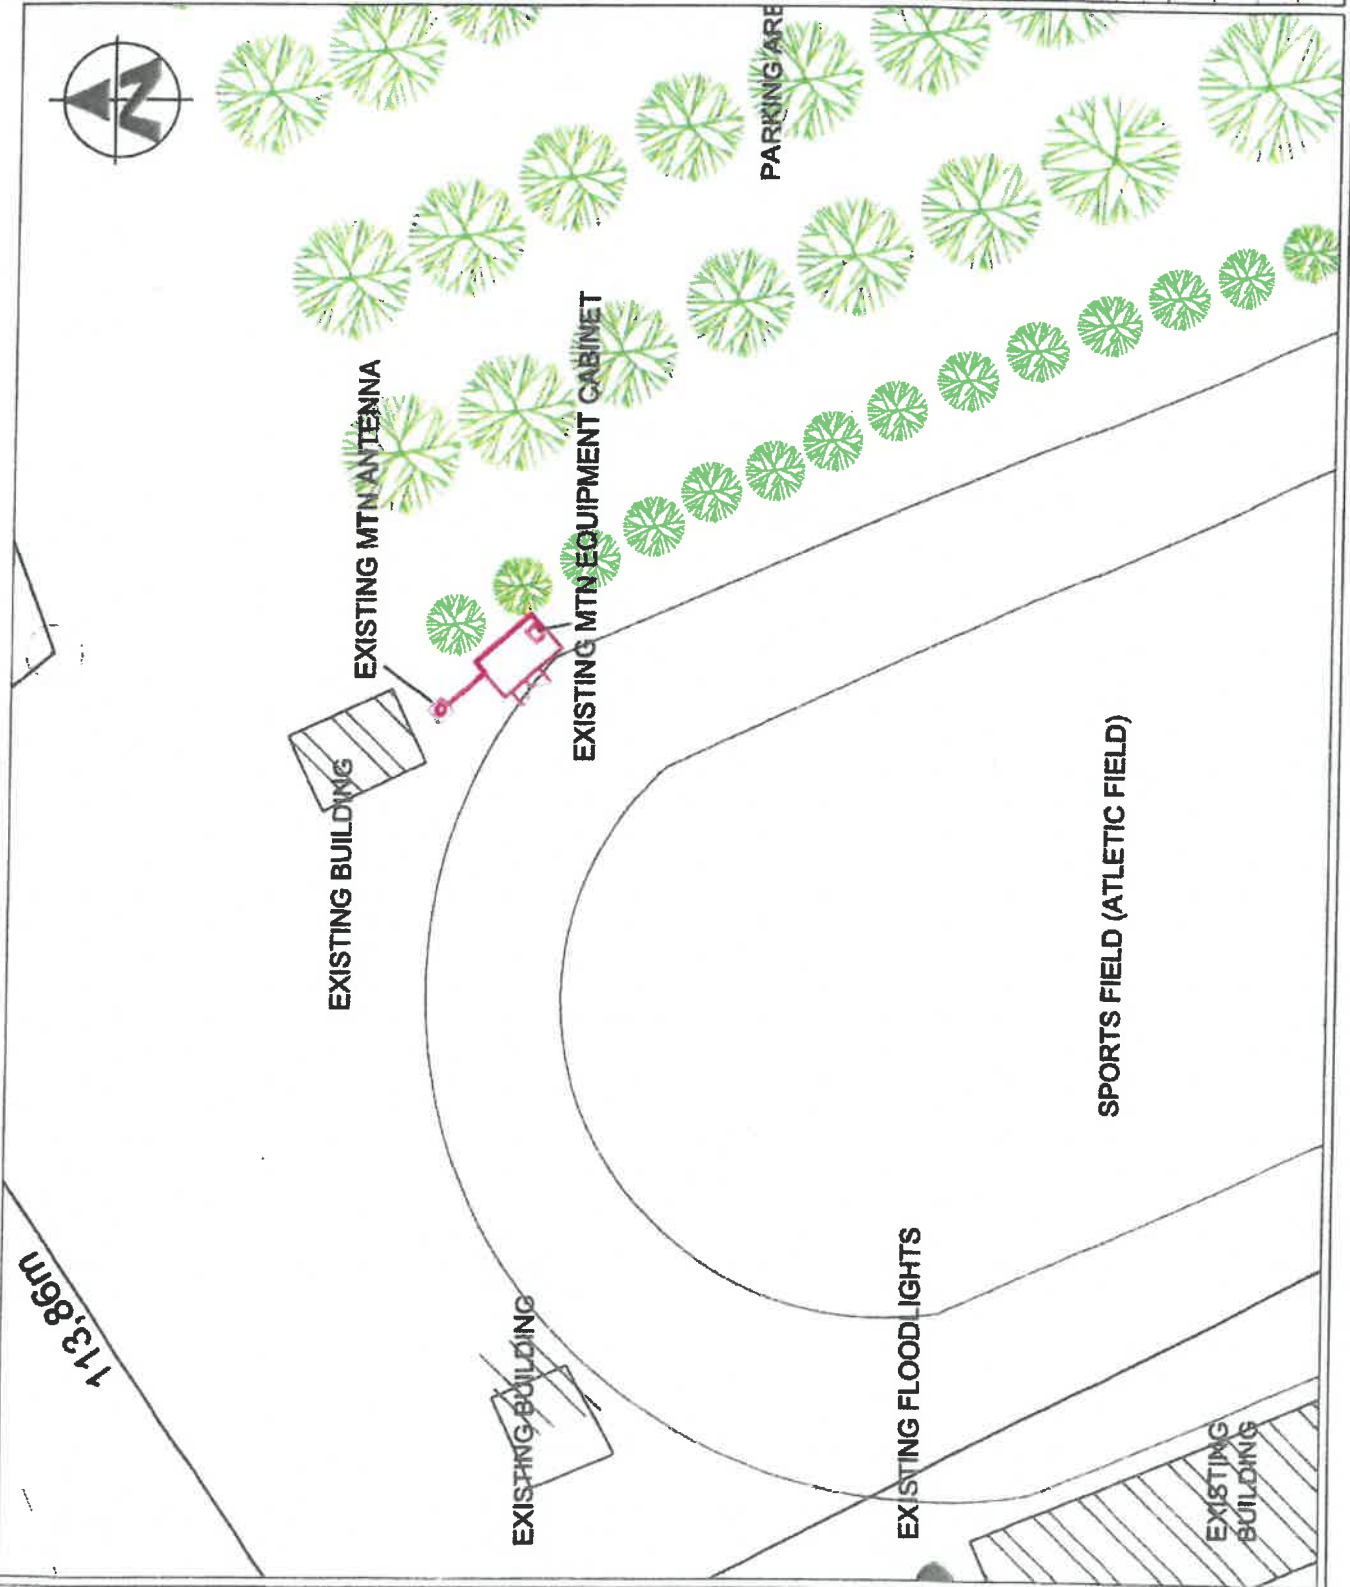 N
PARKING ARE
EXISTING MTN ANTENNA
EXISTING MTN EQUIPMENT CABINET
EXISTING BUILDING
SPORTS FIELD (ATLETIC FIELD)
113,86m
EXISTING BUILDING
EXISTING FLOODLIGHTS
EXISTING
BUILDING